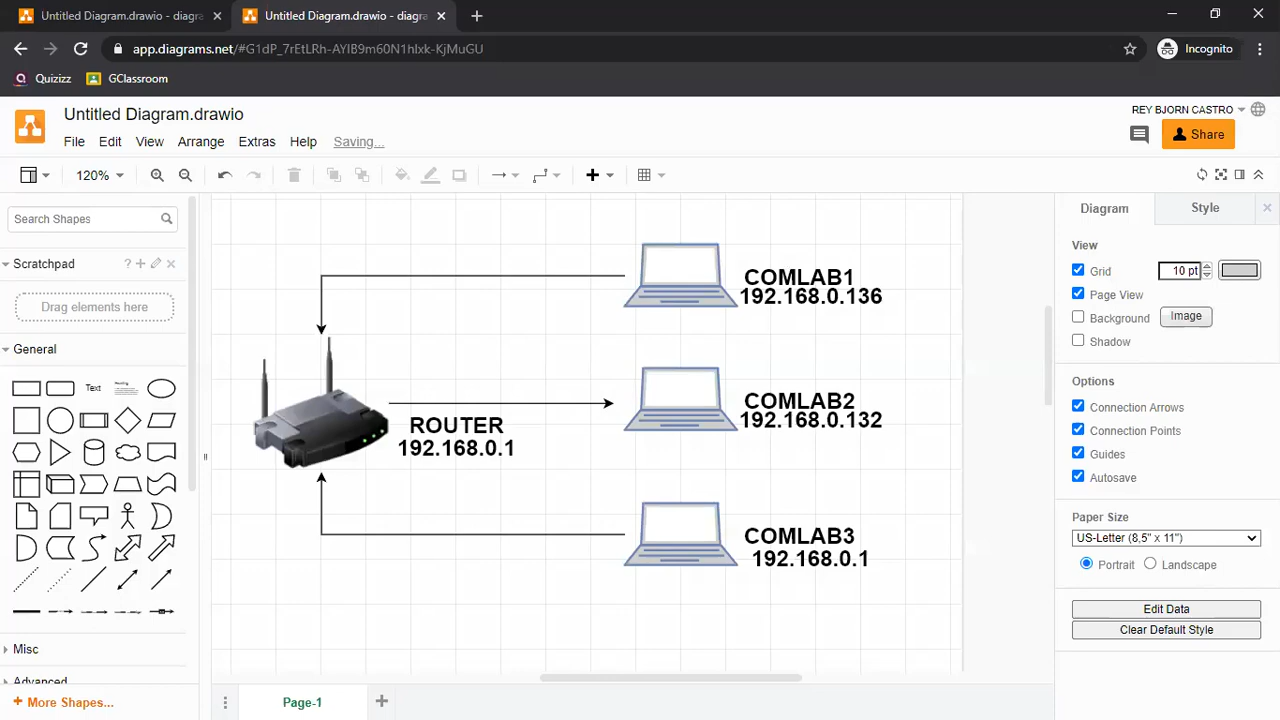 Untitled Diagram.drawio - diagra
Untitled Diagram.drawio - diagra
app.diagrams.net/#G1dP_7rEtLRh-AYIB9m60N1hIxk-KjMuGU
Incognito
Quizizz
GClassroom
Untitled Diagram.drawio
REY BJORN CASTRO
File Edit View Arrange Extras Help Saving...
Share
120%
Search Shapes
Scratchpad
Drag elements here
General
Text
Heading
Misc
Advanced
+ More Shapes...
COMLAB1
192.168.0.136
COMLAB2
192.168.0.132
ROUTER
192.168.0.1
COMLAB3
192.168.0.1
Page-1
Diagram
Style
View
Grid
10 pt
Page View
Background
Image
Shadow
Options
Connection Arrows
Connection Points
Guides
Autosave
Paper Size
US-Letter (8,5" x 11")
Portrait
Landscape
Edit Data
Clear Default Style